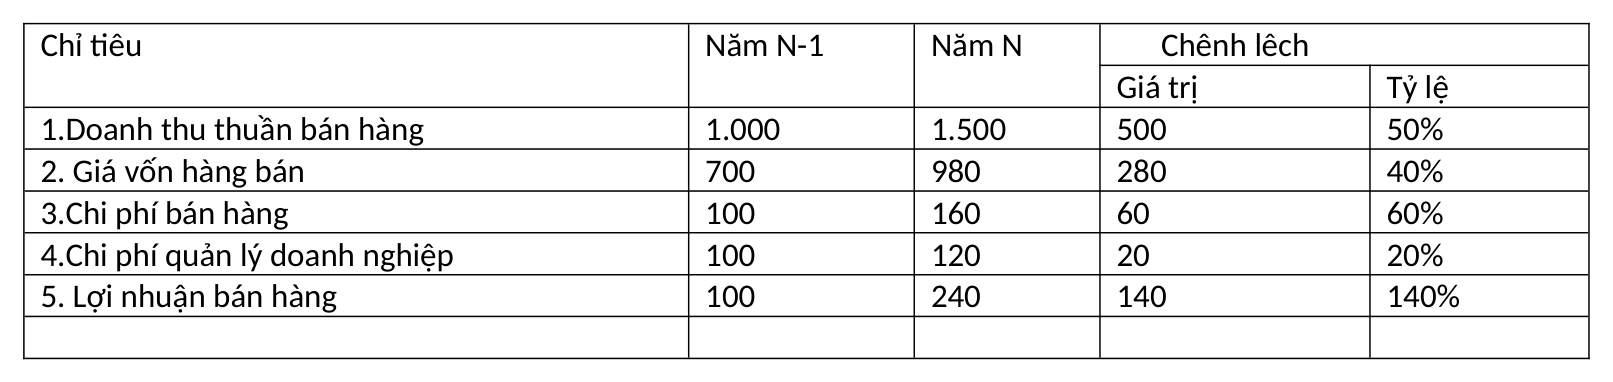 Chỉ tiêu Năm N-1 Năm N Chênh lêch
Giá trị Tỷ lệ
1.Doanh thu thuần bán hàng 1.000 1.500 500 50%
2. Giá vốn hàng bán 700 980 280 40%
3.Chi phí bán hàng 100 160 60 60%
4.Chi phí quản lý doanh nghiệp 100 120 20 20%
5. Lợi nhuận bán hàng 100 240 140 140%